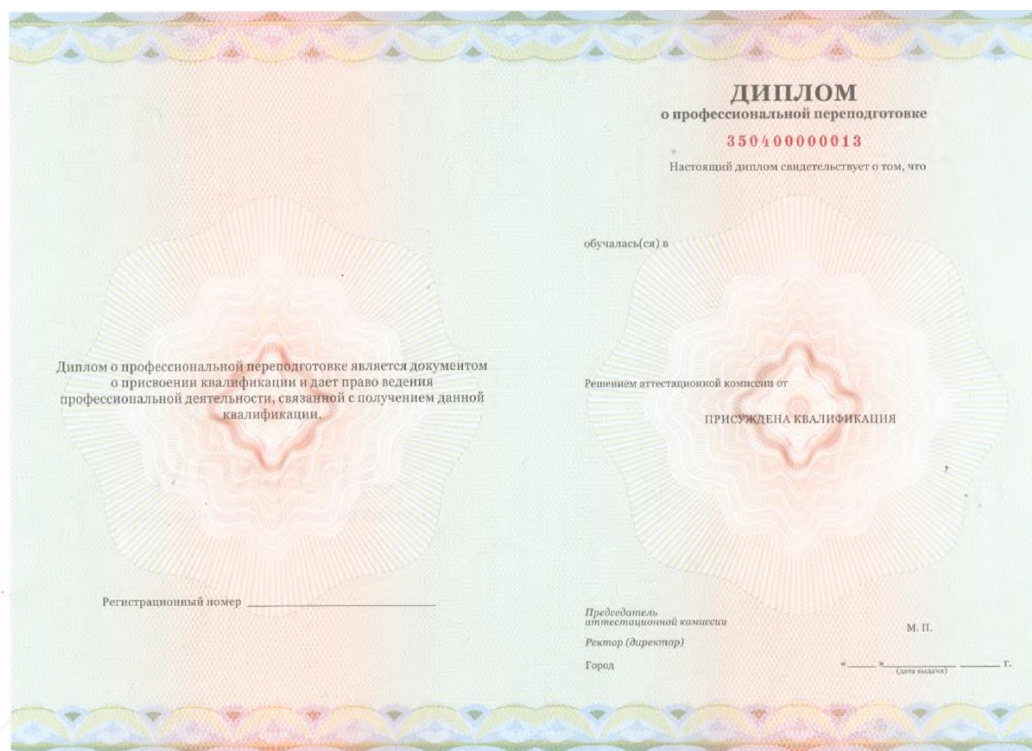 Диплом о профессиональной переподготовке является документом
о присвоении квалификации и дает право ведения
профессиональной деятельности, связанной с получением данной
квалификации.
Регистрационный номер
ДИПЛОМ
о профессиональной переподготовке
350400000013
Настоящий диплом свидетельствует о том, что
обучалась(ся) в
Решением аттестационной комиссии от
ПРИСУЖДЕНА КВАЛИФИКАЦИЯ
Председатель
аттестационной комиссии
М. П.
Ректор (директор)
Город
« » г.
(дата выдачи)